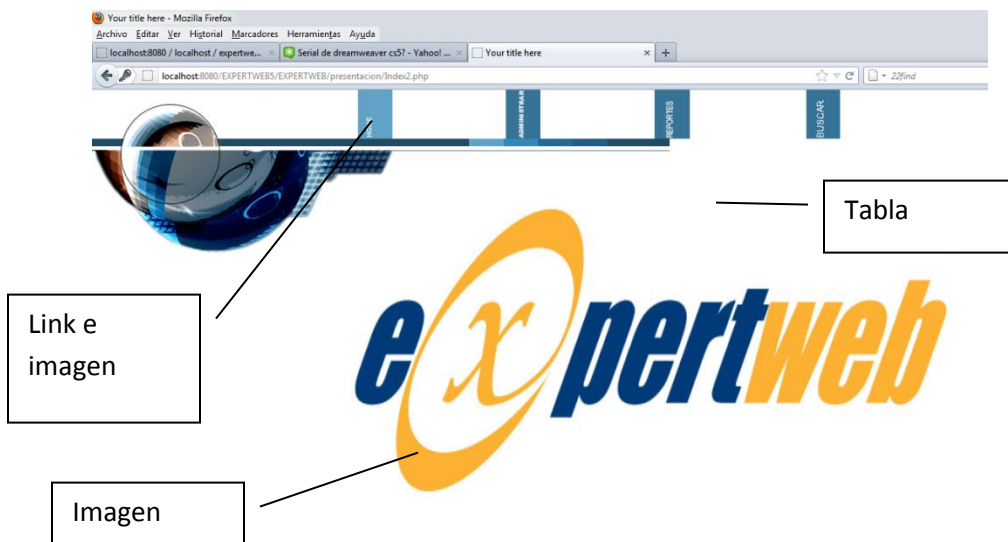 Your title here - Mozilla Firefox
Archivo Editar Ver Historial Marcadores Herramientas Ayuda
localhost:8080 / localhost / expertwe... × Serial de dreamweaver cs5? - Yahoo! ... × Your title here × +
localhost:8080/EXPERTWEB5/EXPERTWEB/presentacion/Index2.php
22find
HOME
ADMINISTRAR
REPORTES
BUSCAR
Tabla
Link e
imagen
expertweb
Imagen